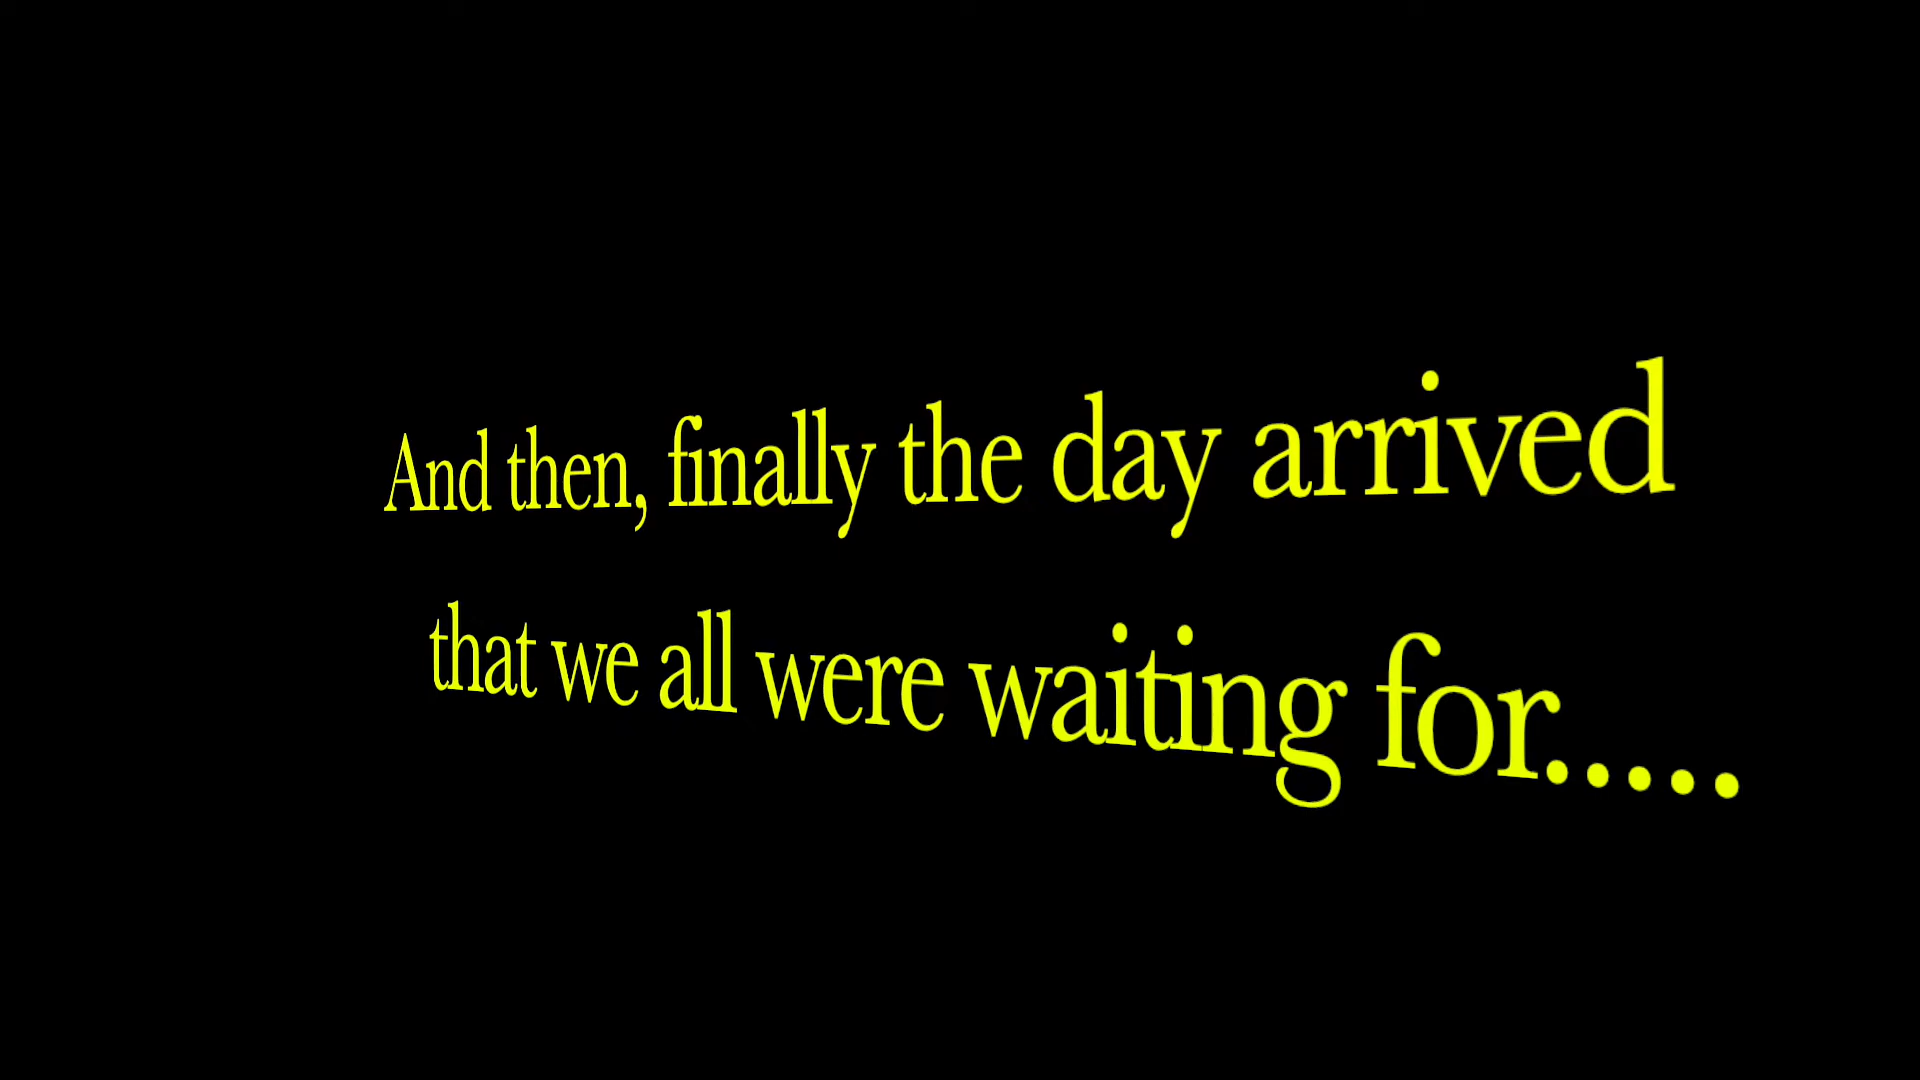 And then, finally the day arrived
that we all were waiting for.....